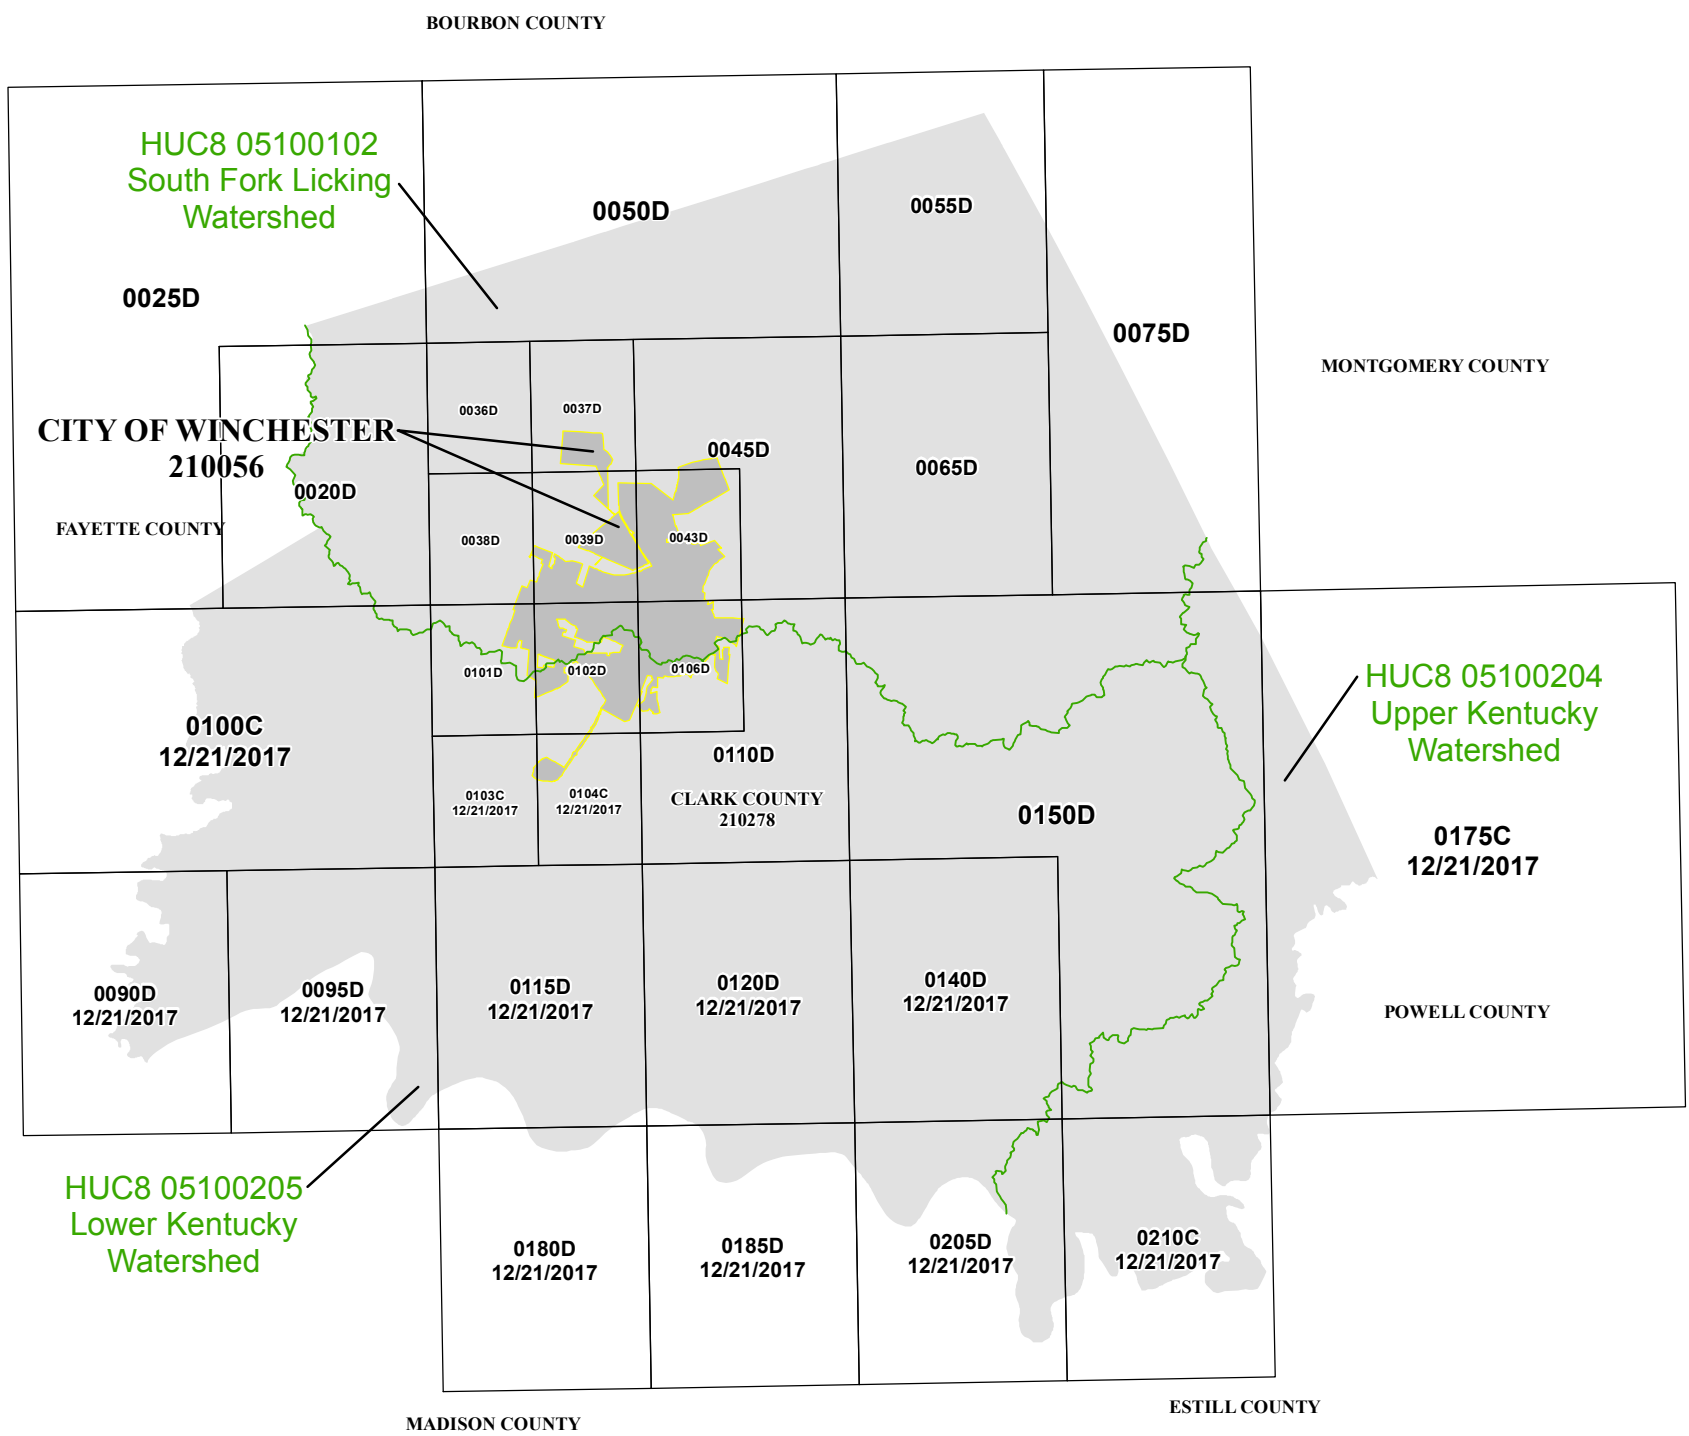 BOURBON COUNTY
HUC8 05100102
South Fork Licking
Watershed
0050D
0055D
0025D
0075D
MONTGOMERY COUNTY
0036D
0037D
CITY OF WINCHESTER
210056
0045D
0065D
0020D
FAYETTE COUNTY
0038D
0039D
0043D
0101D
0102D
0106D
HUC8 05100204
Upper Kentucky
Watershed
0100C
12/21/2017
0110D
0103C
12/21/2017
0104C
12/21/2017
CLARK COUNTY
210278
0150D
0175C
12/21/2017
0090D
12/21/2017
0095D
12/21/2017
0115D
12/21/2017
0120D
12/21/2017
0140D
12/21/2017
POWELL COUNTY
HUC8 05100205
Lower Kentucky
Watershed
0180D
12/21/2017
0185D
12/21/2017
0205D
12/21/2017
0210C
12/21/2017
MADISON COUNTY
ESTILL COUNTY